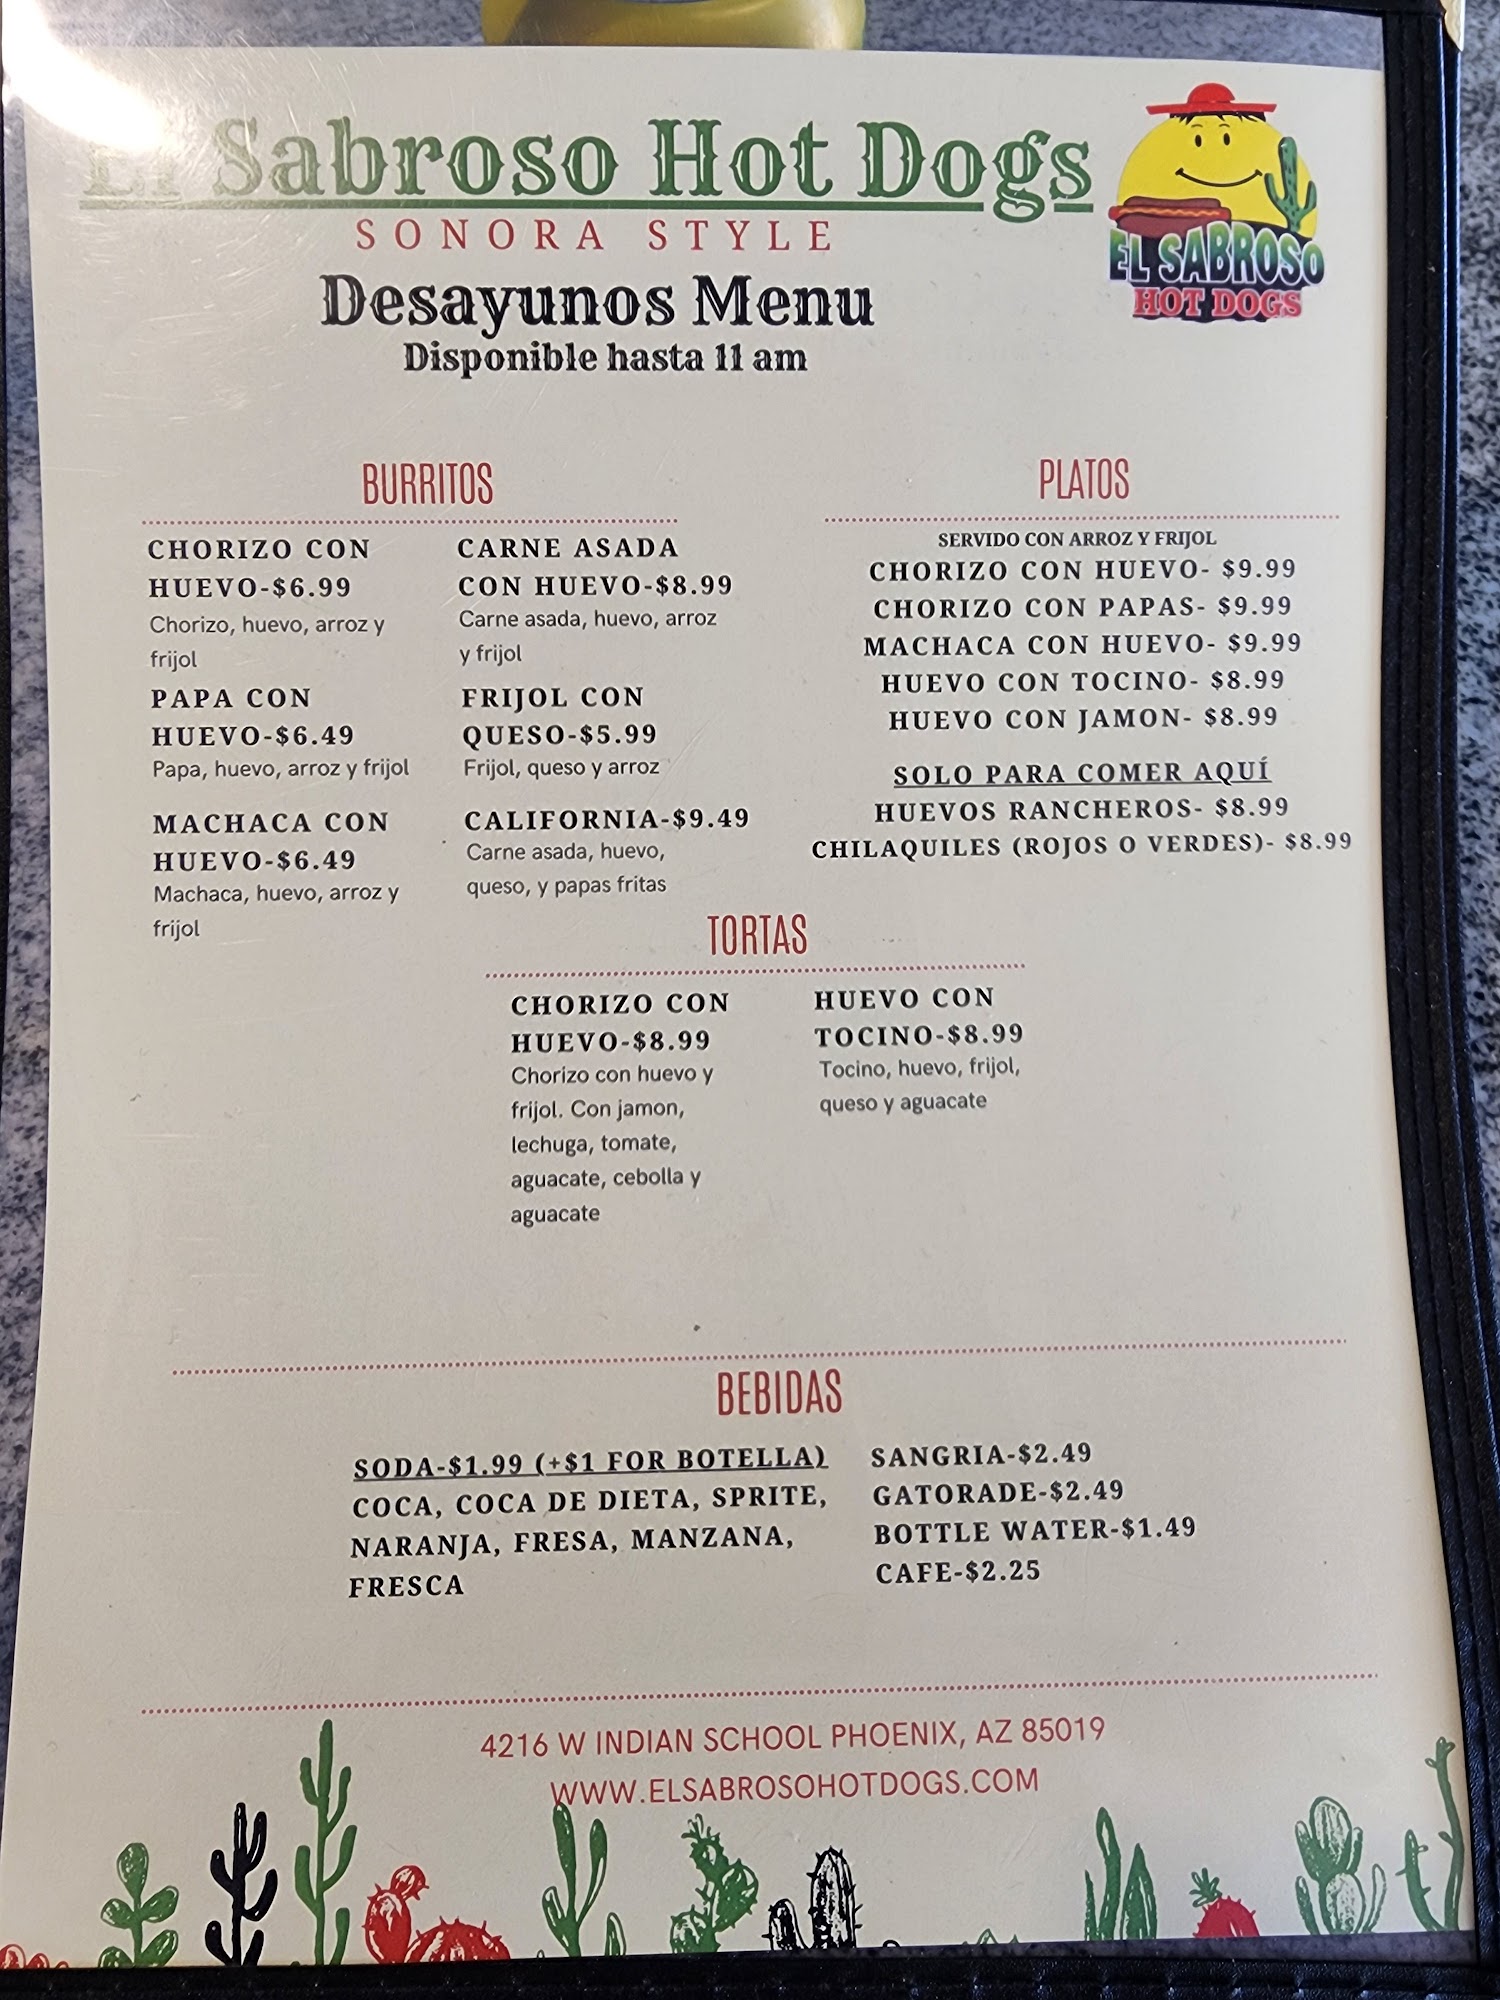 El Sabroso Hot Dogs
SONORA STYLE
EL SABROSO
HOT DOGS
Desayunos Menu
Disponible hasta 11 am
BURRITOS
CHORIZO CON
HUEVO-$6.99
Chorizo, huevo, arroz y
frijol
PAPA CON
HUEVO-$6.49
Papa, huevo, arroz y frijol
MACHACA CON
HUEVO-$6.49
Machaca, huevo, arroz y
frijol
CARNE ASADA
CON HUEVO-$8.99
Carne asada, huevo, arroz
y frijol
FRIJOL CON
QUESO-$5.99
Frijol, queso y arroz
CALIFORNIA-$9.49
Carne asada, huevo,
queso, y papas fritas
PLATOS
SERVIDO CON ARROZ Y FRIJOL
CHORIZO CON HUEVO- $9.99
CHORIZO CON PAPAS- $9.99
MACHACA CON HUEVO- $9.99
HUEVO CON TOCINO- $8.99
HUEVO CON JAMON- $8.99
SOLO PARA COMER AQUÍ
HUEVOS RANCHEROS- $8.99
CHILAQUILES (ROJOS O VERDES)- $8.99
TORTAS
CHORIZO CON
HUEVO-$8.99
Chorizo con huevo y
frijol. Con jamon,
lechuga, tomate,
aguacate, cebolla y
aguacate
HUEVO CON
TOCINO-$8.99
Tocino, huevo, frijol,
queso y aguacate
BEBIDAS
SODA-$1.99 (+$1 FOR BOTELLA)
COCA, COCA DE DIETA, SPRITE,
NARANJA, FRESA, MANZANA,
FRESCA
SANGRIA-$2.49
GATORADE-$2.49
BOTTLE WATER-$1.49
CAFE-$2.25
4216 W INDIAN SCHOOL PHOENIX, AZ 85019
WWW.ELSABROSOHOTDOGS.COM